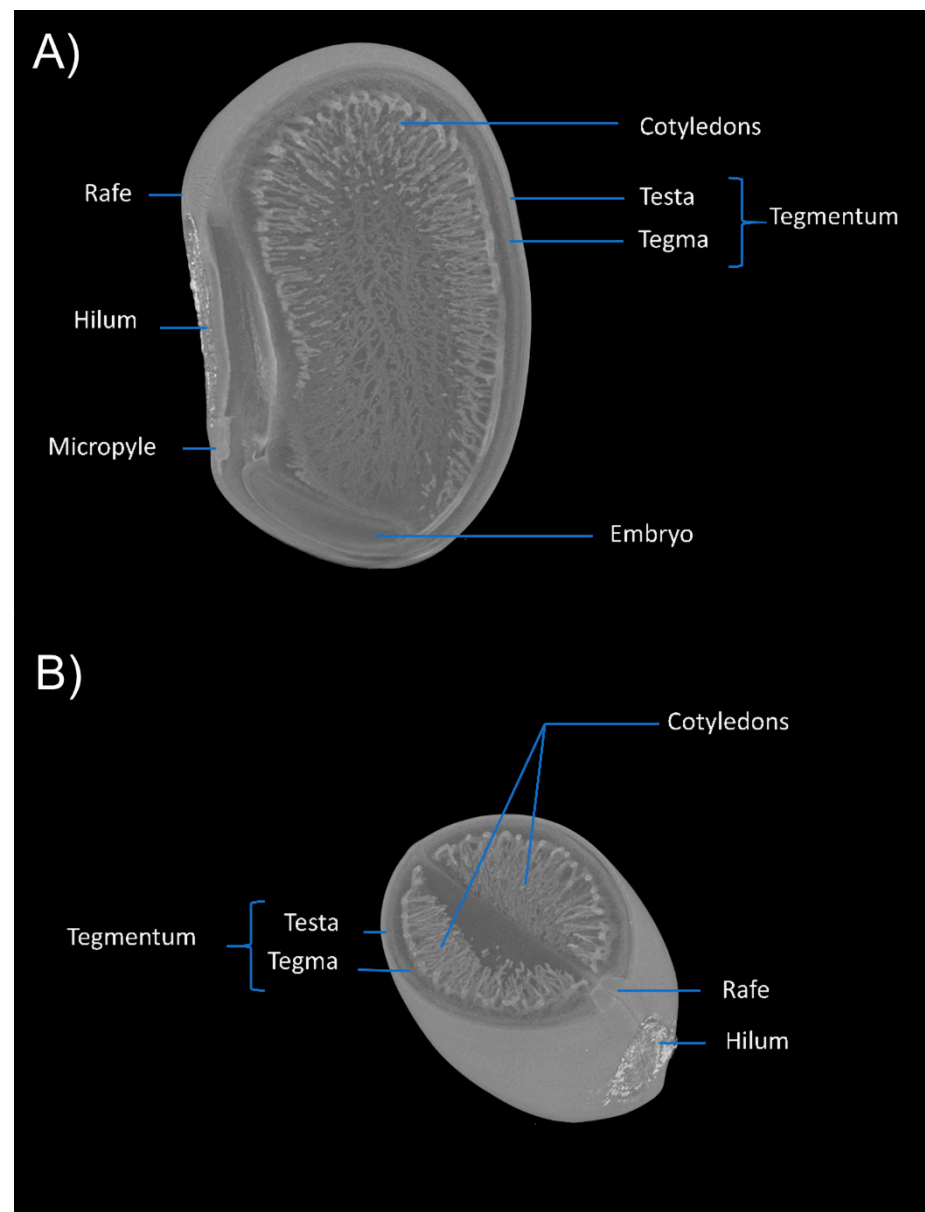 A)
Cotyledons
Rafe
Testa
Tegmentum
Tegma
Hilum
Micropyle
Embryo
B)
Cotyledons
Testa
Tegmentum
Tegma
Rafe
Hilum